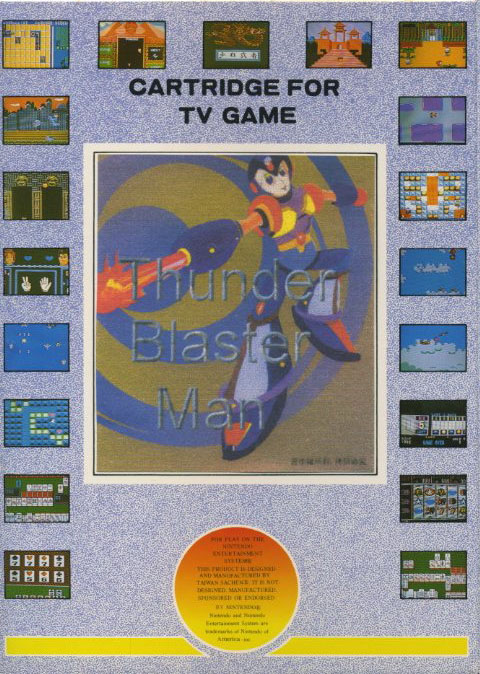 CARTRIDGE FOR
TV GAME
Thunder
Blaster
Man
FOR PLAY ON THE
NINTENDO
ENTERTAINMENT
SYSTEM®
THIS PRODUCT IS DESIGNED
AND MANUFACTURED BY
TAIWAN SACHEN®. IT IS NOT
DESIGNED, MANUFACTURED,
SPONSORED OR ENDORSED
BY NINTENDO®
Nintendo and Nintendo
Entertainment System are
trademarks of Nintendo of
America